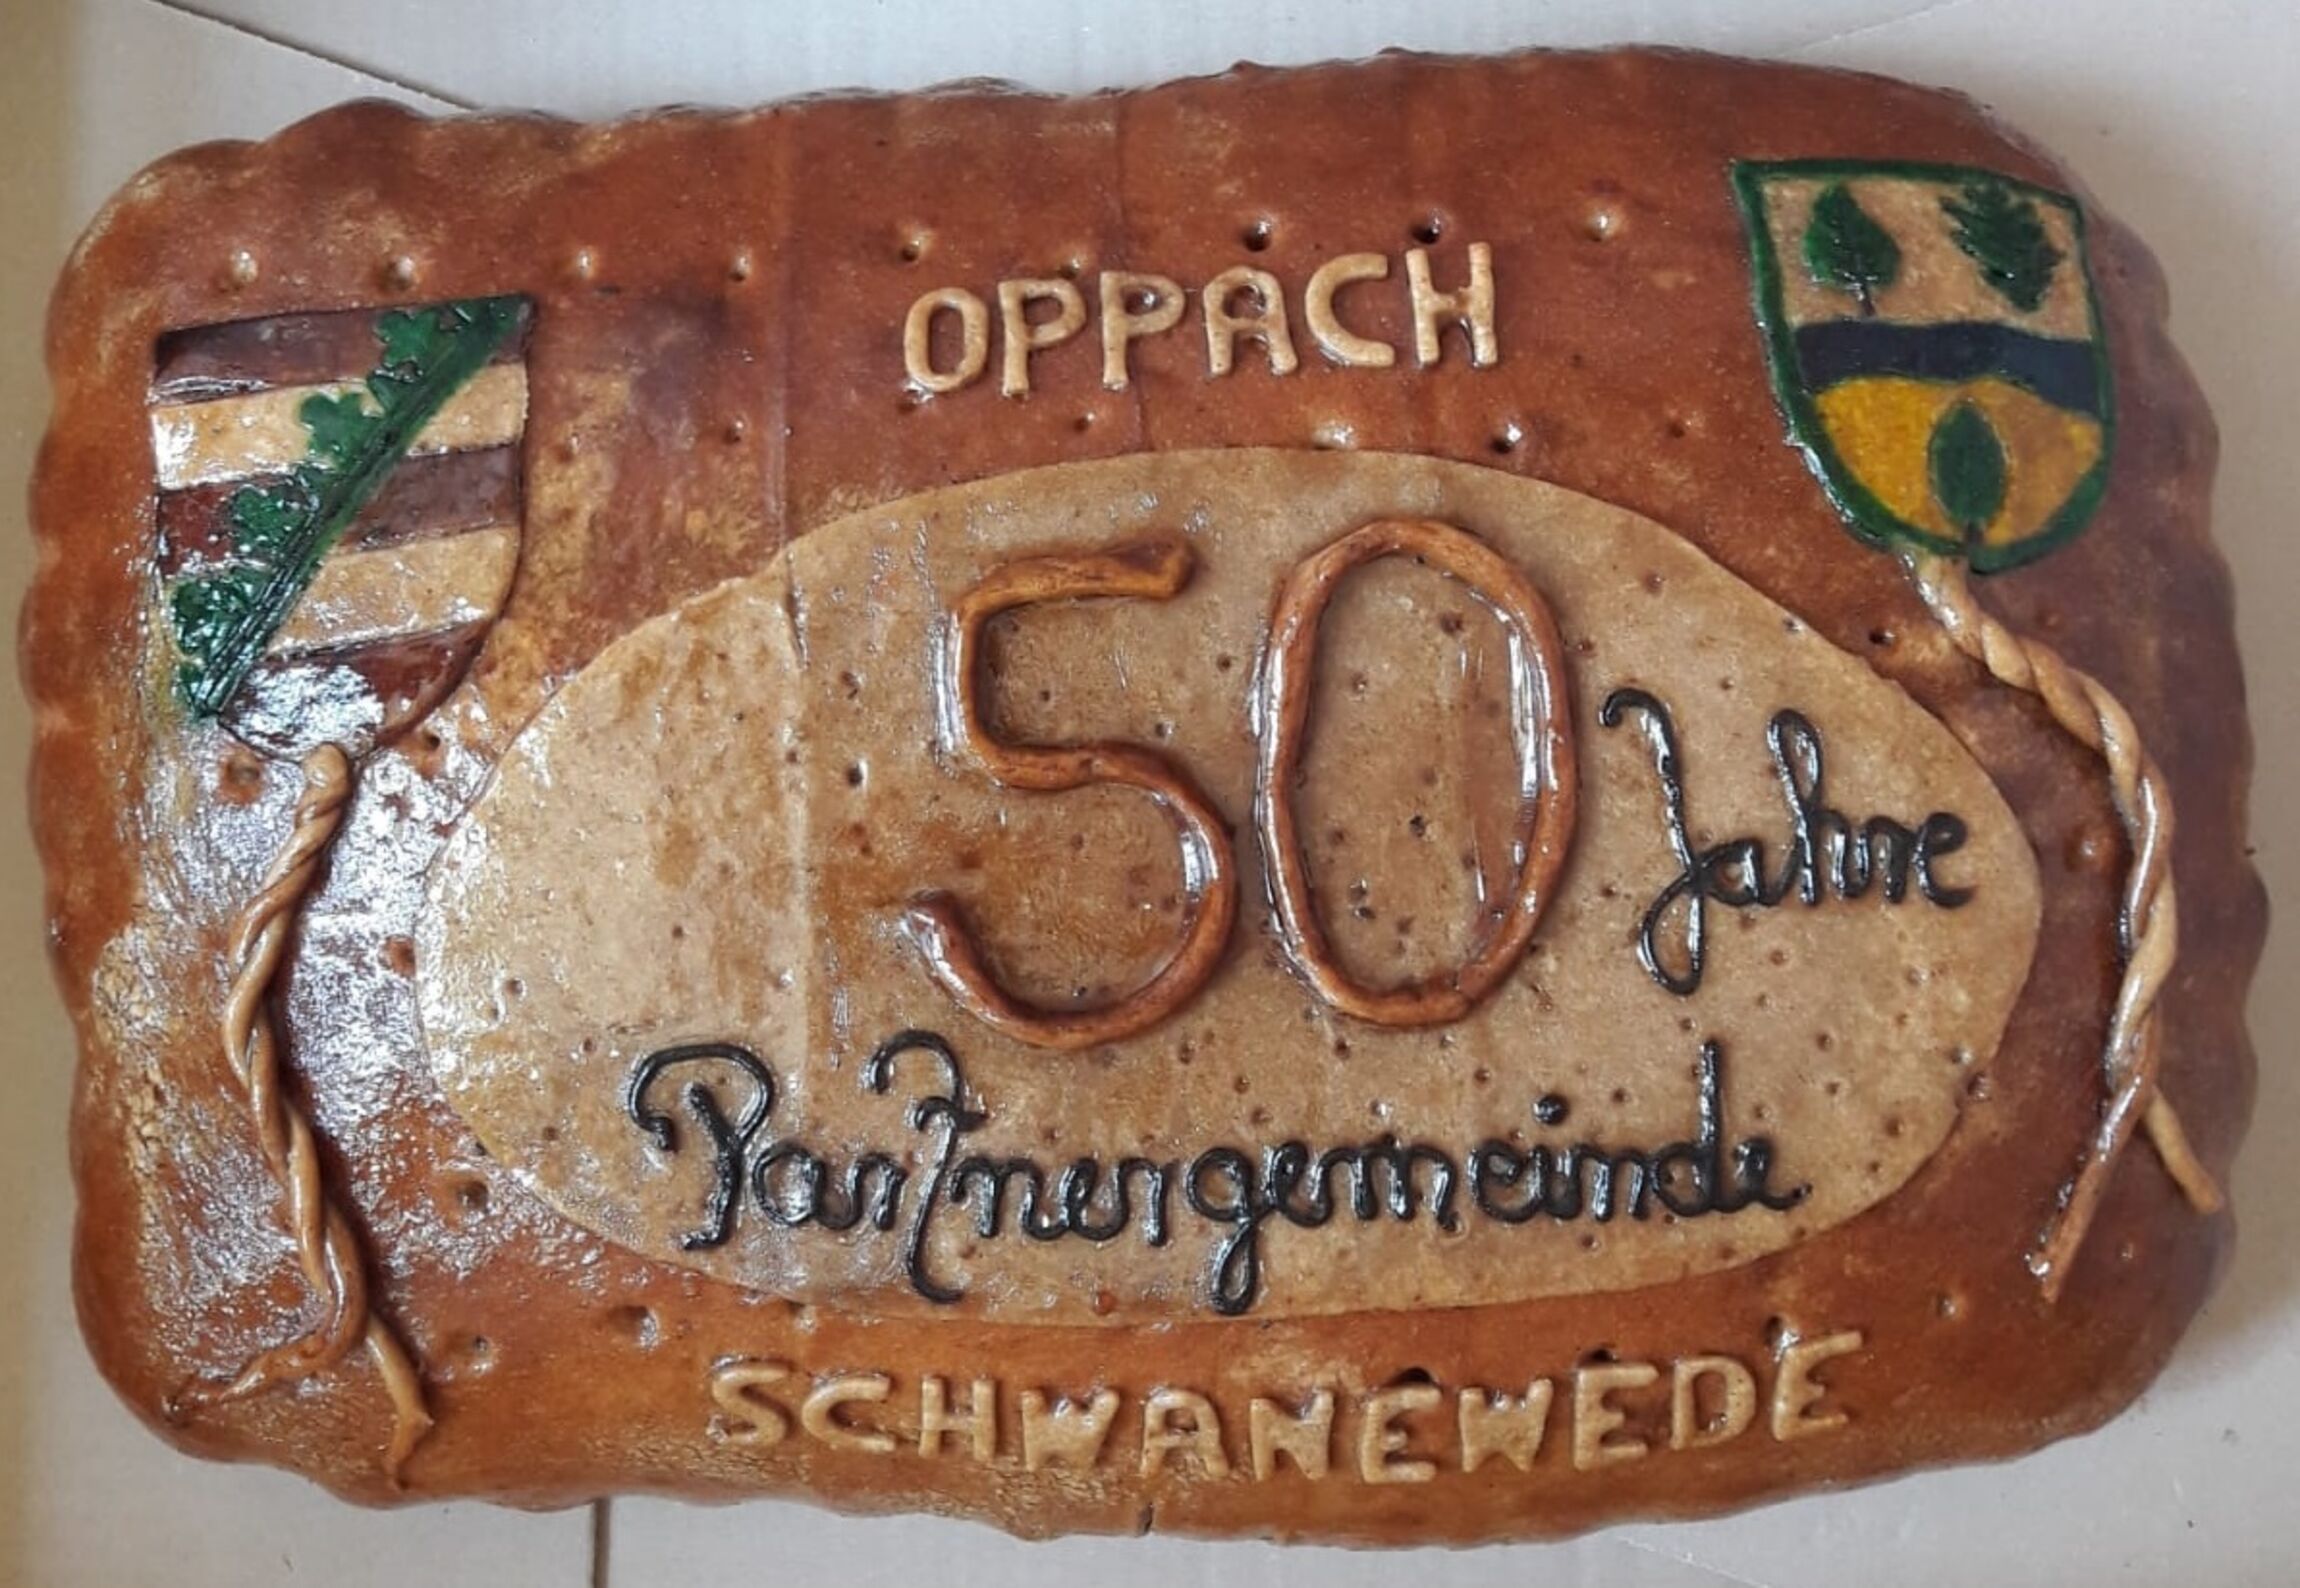 OPPACH
50 Jahre
Partnergemeinde
SCHWANEWEDE